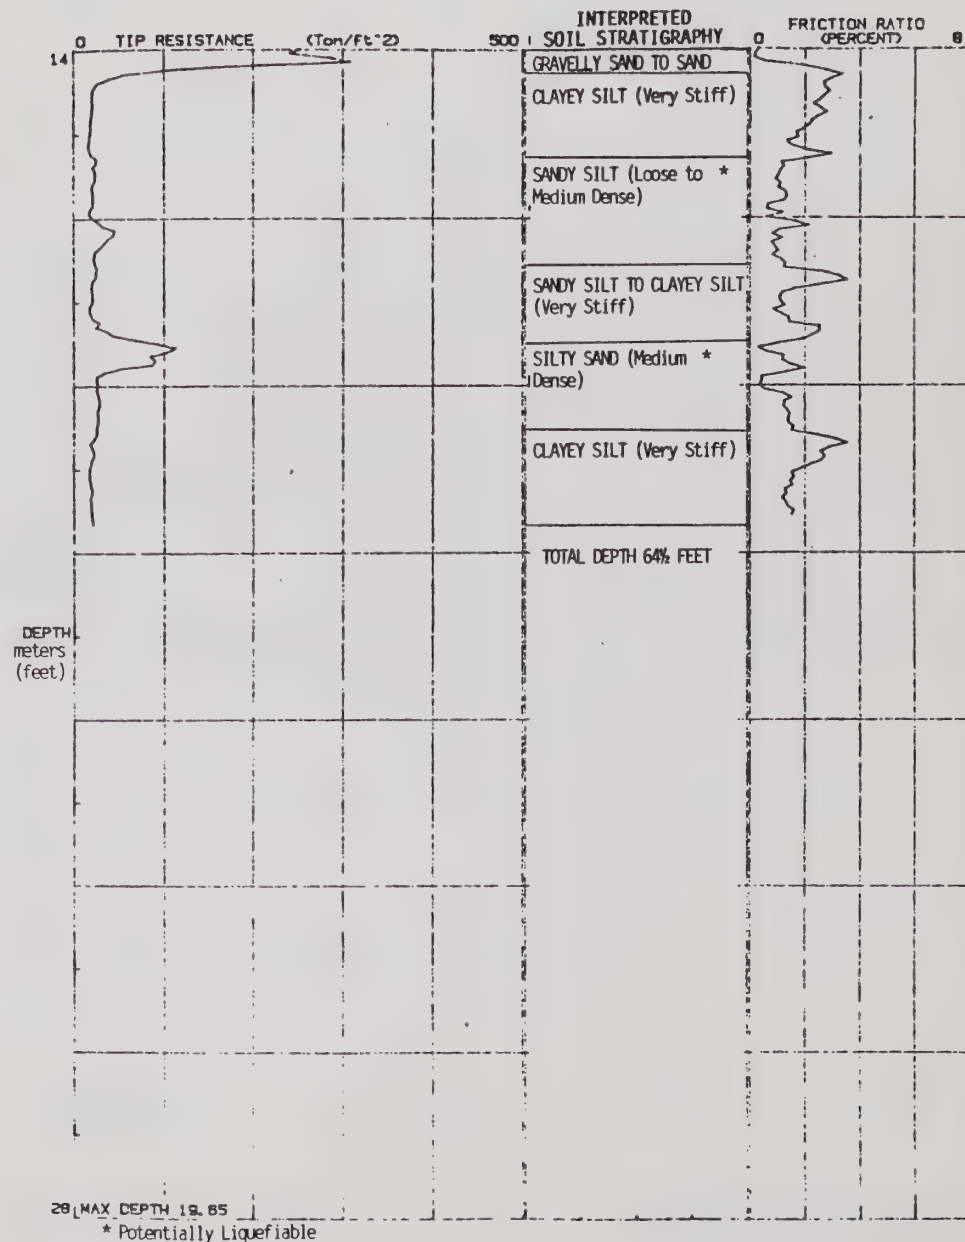 INTERPRETED
0 TIP RESISTANCE (Ton/ft^2) 500 SOIL STRATIGRAPHY 0 FRICTION RATIO (PERCENT) 8
14
GRAVELLY SAND TO SAND
CLAYEY SILT (Very Stiff)
SANDY SILT (Loose to *
Medium Dense)
SANDY SILT TO CLAYEY SILT
(Very Stiff)
SILTY SAND (Medium *
Dense)
CLAYEY SILT (Very Stiff)
TOTAL DEPTH 64½ FEET
DEPTH
meters
(feet)
28 MAX DEPTH 19.65
* Potentially Liquefiable